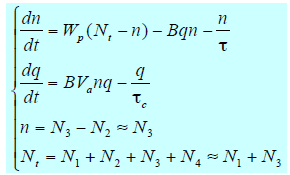 dn/dt = W_p(N_t − n) − Bqn − n/τ
dq/dt = BV_a nq − q/τ_c
n = N_3 − N_2 ≈ N_3
N_t = N_1 + N_2 + N_3 + N_4 ≈ N_1 + N_3